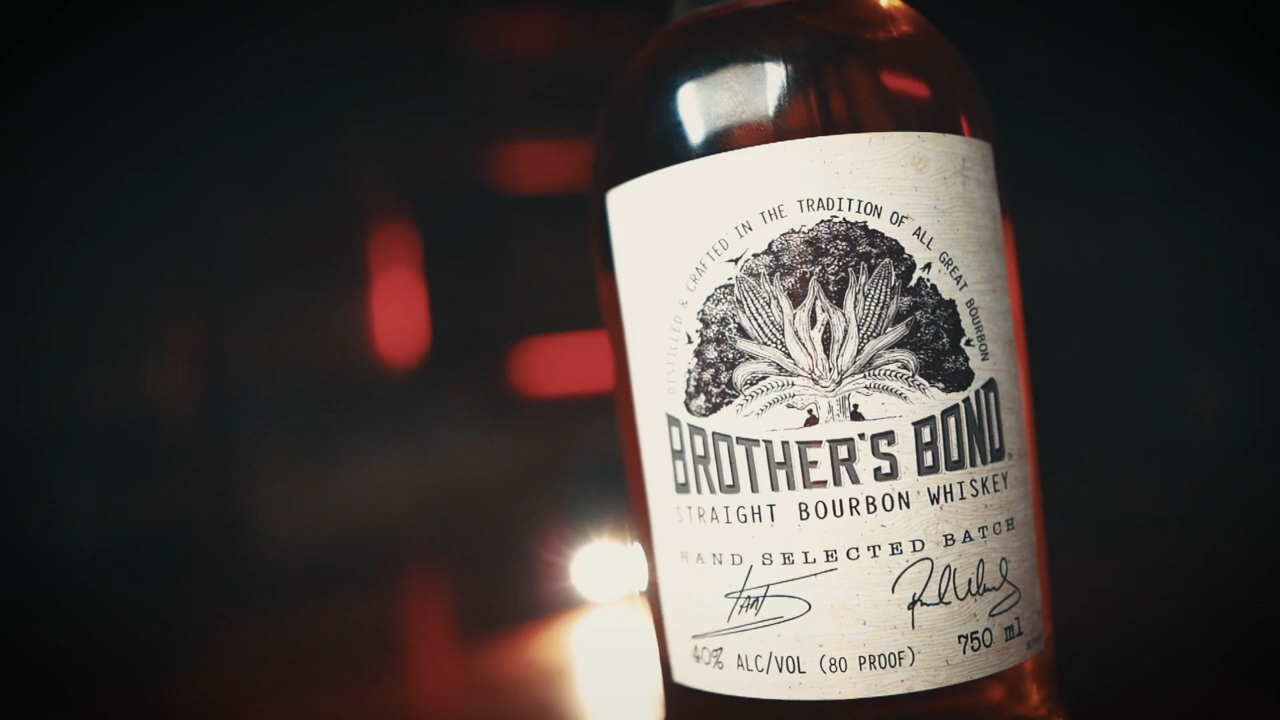 DISTILLED & CRAFTED IN THE TRADITION OF ALL GREAT BOURBON
BROTHER'S BOND
STRAIGHT BOURBON WHISKEY
HAND SELECTED BATCH
40% ALC/VOL (80 PROOF) 750 ml